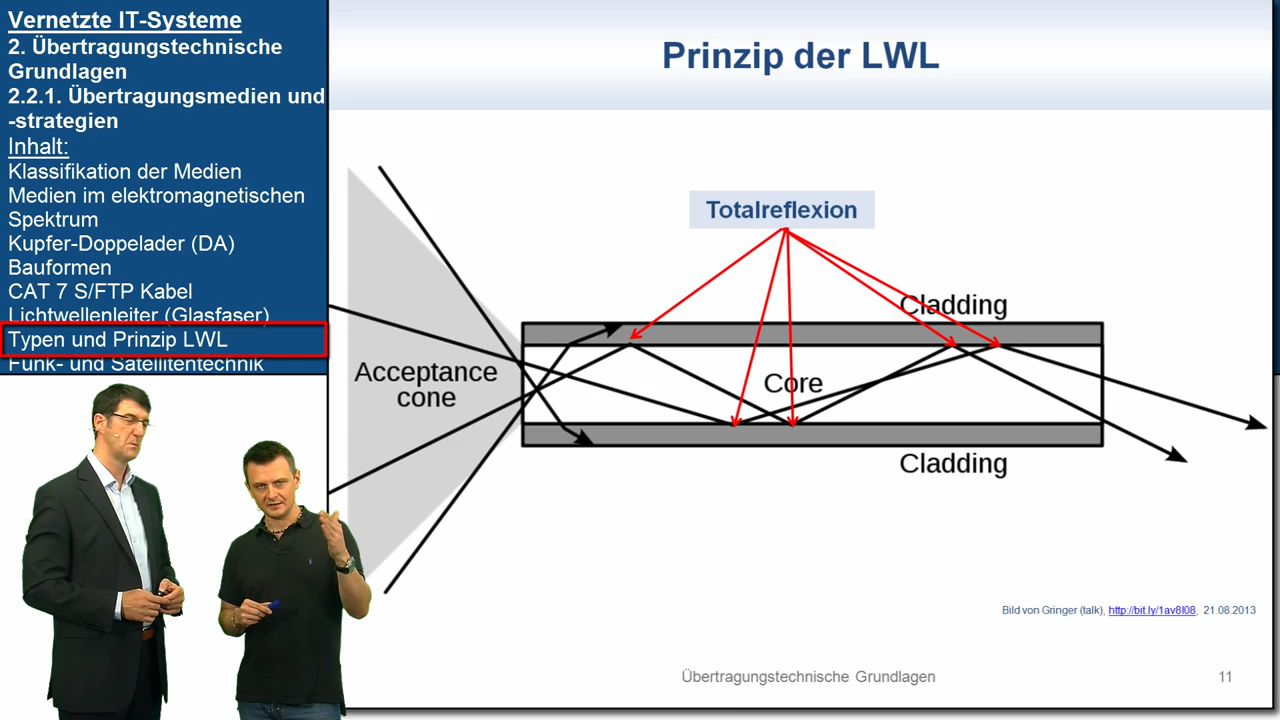 Vernetzte IT-Systeme
2. Übertragungstechnische
Grundlagen
2.2.1. Übertragungsmedien und
-strategien
Inhalt:
Klassifikation der Medien
Medien im elektromagnetischen
Spektrum
Kupfer-Doppelader (DA)
Bauformen
CAT 7 S/FTP Kabel
Lichtwellenleiter (Glasfaser)
Typen und Prinzip LWL
Funk- und Satellitentechnik
Prinzip der LWL
Totalreflexion
Cladding
Acceptance
cone
Core
Cladding
Bild von Gringer (talk), http://bit.ly/1av8I08, 21.08.2013
Übertragungstechnische Grundlagen
11